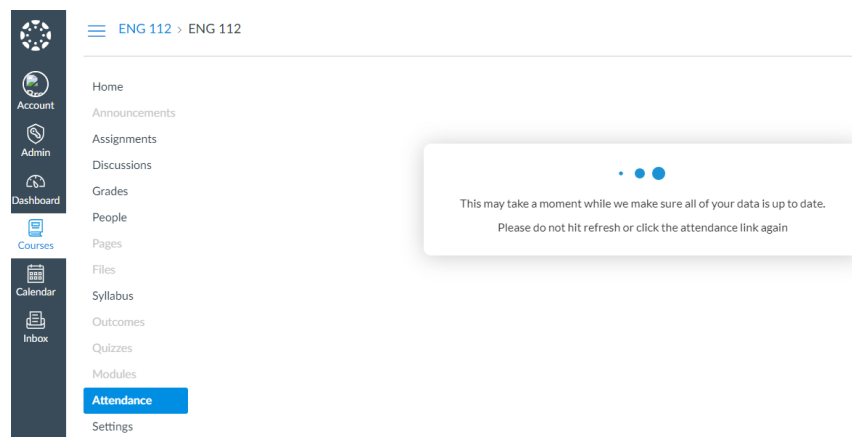 ENG 112 > ENG 112
Account
Admin
Dashboard
Courses
Calendar
Inbox
Home
Announcements
Assignments
Discussions
Grades
People
Pages
Files
Syllabus
Outcomes
Quizzes
Modules
Attendance
Settings
This may take a moment while we make sure all of your data is up to date.
Please do not hit refresh or click the attendance link again